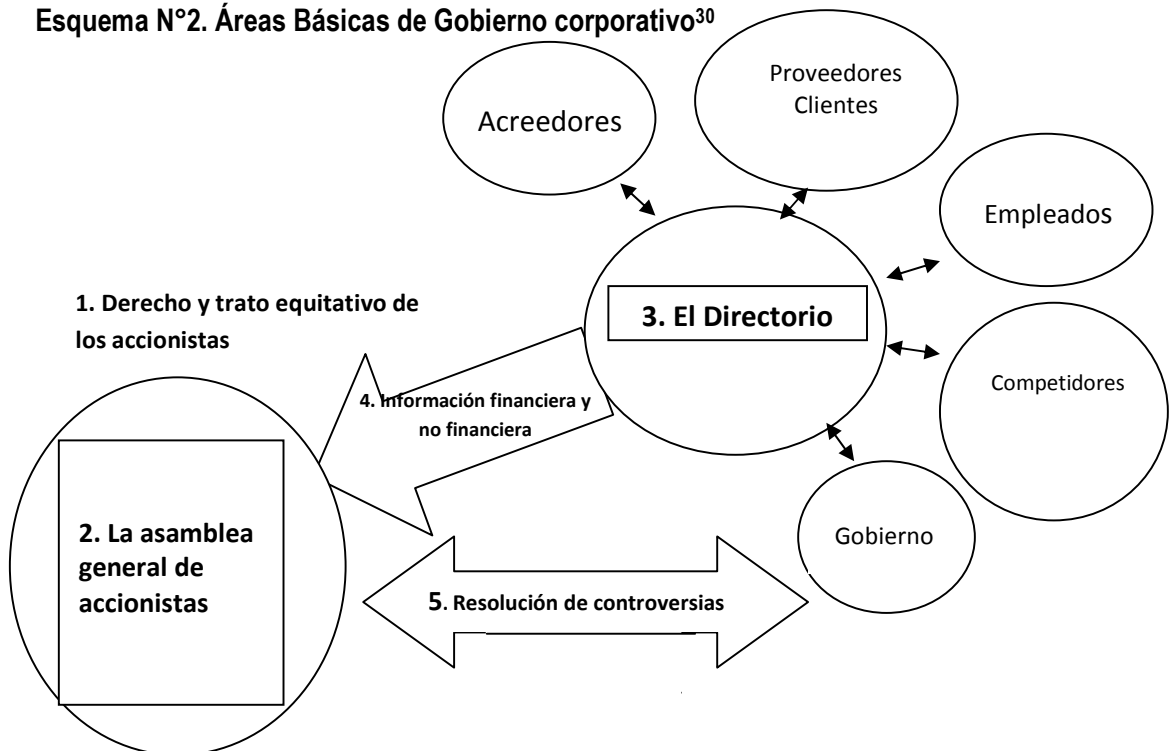 Esquema N°2. Áreas Básicas de Gobierno corporativo³⁰
Proveedores
Clientes
Acreedores
Empleados
1. Derecho y trato equitativo de
los accionistas
3. El Directorio
Competidores
4. Información financiera y
no financiera
2. La asamblea
general de
accionistas
Gobierno
5. Resolución de controversias